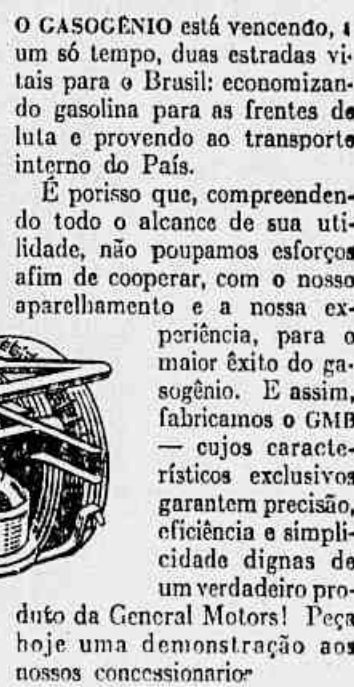 O GASOGÊNIO está vencendo, a
um só tempo, duas estradas vi-
tais para o Brasil: economizan-
do gasolina para as frentes de
luta e provendo ao transporte
interno do País.
É porisso que, compreenden-
do todo o alcance de sua uti-
lidade, não poupamos esforços
afim de cooperar, com o nosso
aparelhamento e a nossa ex-
periência, para o
maior êxito do ga-
sogênio. E assim,
fabricamos o GMB
— cujos caracte-
rísticos exclusivos
garantem precisão,
eficiência e simpli-
cidade dignas de
um verdadeiro pro-
duto da General Motors! Peça
hoje uma demonstração aos
nossos concessionarios